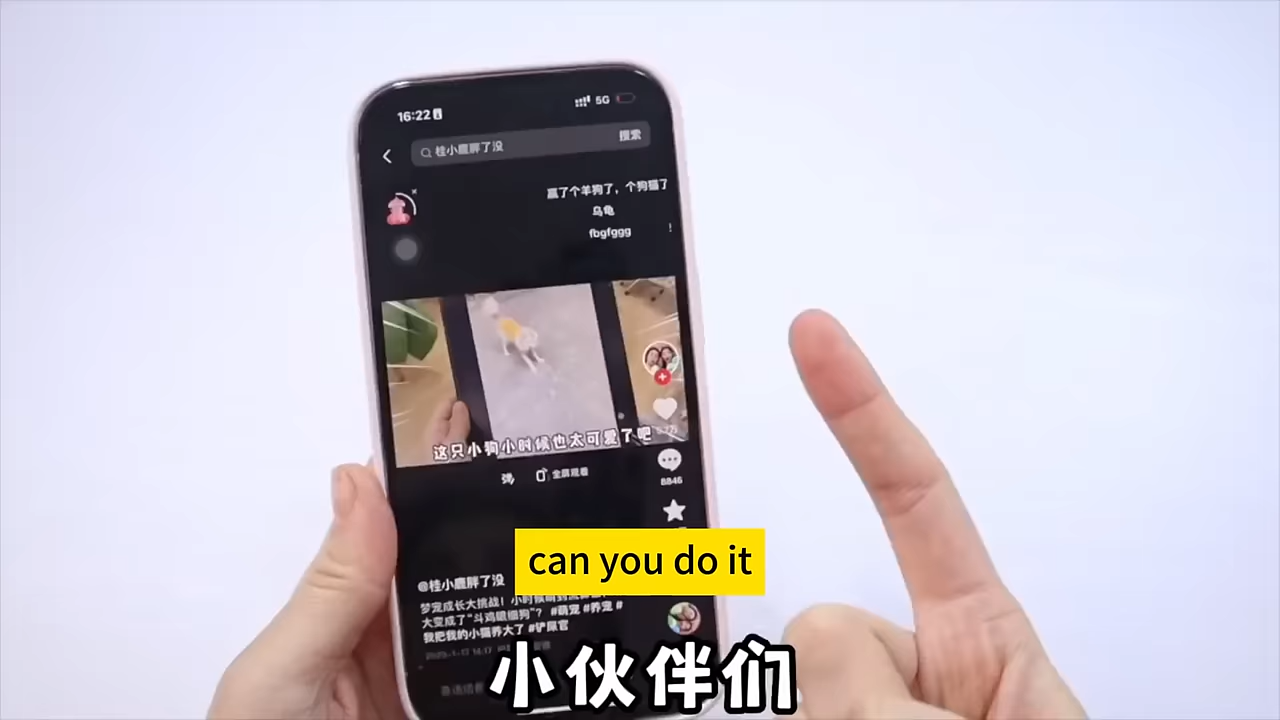 16:22
5G
桂小鹿胖了没
搜索
赢了个羊狗了，个狗猫了
乌龟
fbgfggg
这只小狗小时候也太可爱了吧
弹
全屏观看
8846
can you do it
@桂小鹿胖了没
梦宠成长大挑战！小时候
大变成了“斗鸡眼细狗”？ #萌宠 #养宠 #
我把我的小猫养大了 #铲屎官
小伙伴们